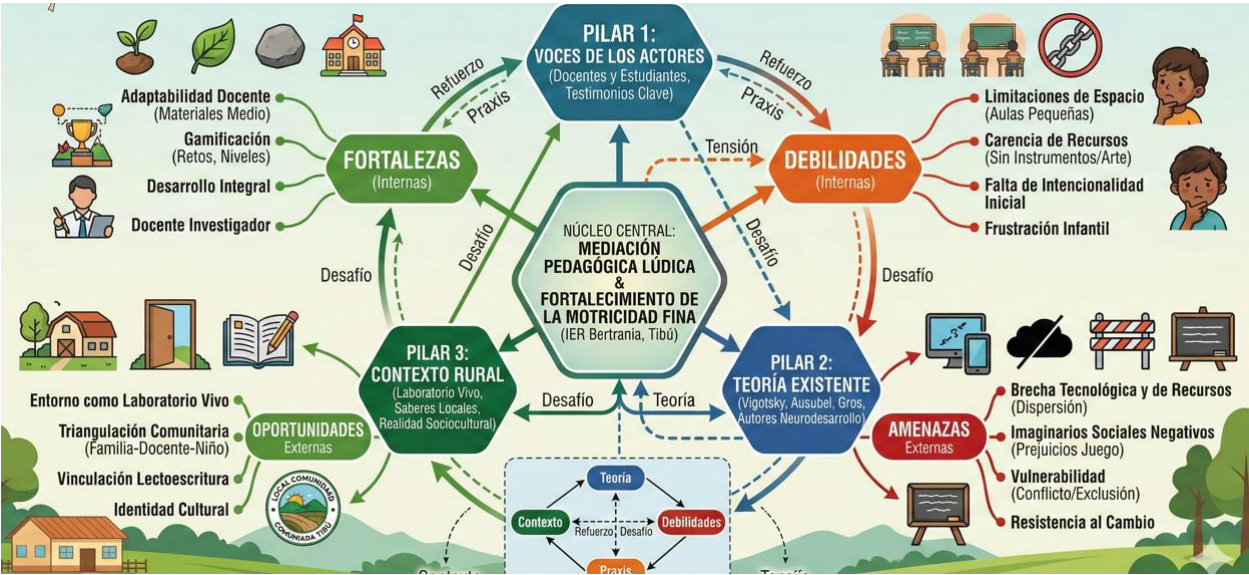 PILAR 1:
VOCES DE LOS ACTORES
(Docentes y Estudiantes,
Testimonios Clave)
Refuerzo
Praxis
Refuerzo
Praxis
Adaptabilidad Docente
(Materiales Medio)
Gamificación
(Retos, Niveles)
Desarrollo Integral
Docente Investigador
FORTALEZAS
(Internas)
Tensión
DEBILIDADES
(Internas)
Limitaciones de Espacio
(Aulas Pequeñas)
Carencia de Recursos
(Sin Instrumentos/Arte)
Falta de Intencionalidad
Inicial
Frustración Infantil
Desafío
Desafío
Desafío
Desafío
NÚCLEO CENTRAL:
MEDIACIÓN
PEDAGÓGICA LÚDICA
&
FORTALECIMIENTO DE
LA MOTRICIDAD FINA
(IER Bertrania, Tibú)
PILAR 3:
CONTEXTO RURAL
(Laboratorio Vivo,
Saberes Locales,
Realidad Sociocultural)
Desafío
Teoría
PILAR 2:
TEORÍA EXISTENTE
(Vigotsky, Ausubel, Gros,
Autores Neurodesarrollo)
Entorno como Laboratorio Vivo
Triangulación Comunitaria
(Familia-Docente-Niño)
Vinculación Lectoescritura
Identidad Cultural
OPORTUNIDADES
Externas
LOCAL COMUNIDAD
COMUNIADA TIBÚ
AMENAZAS
Externas
Brecha Tecnológica y de Recursos
(Dispersión)
Imaginarios Sociales Negativos
(Prejuicios Juego)
Vulnerabilidad
(Conflicto/Exclusión)
Resistencia al Cambio
Teoría
Contexto
Refuerzo
Desafío
Debilidades
Praxis